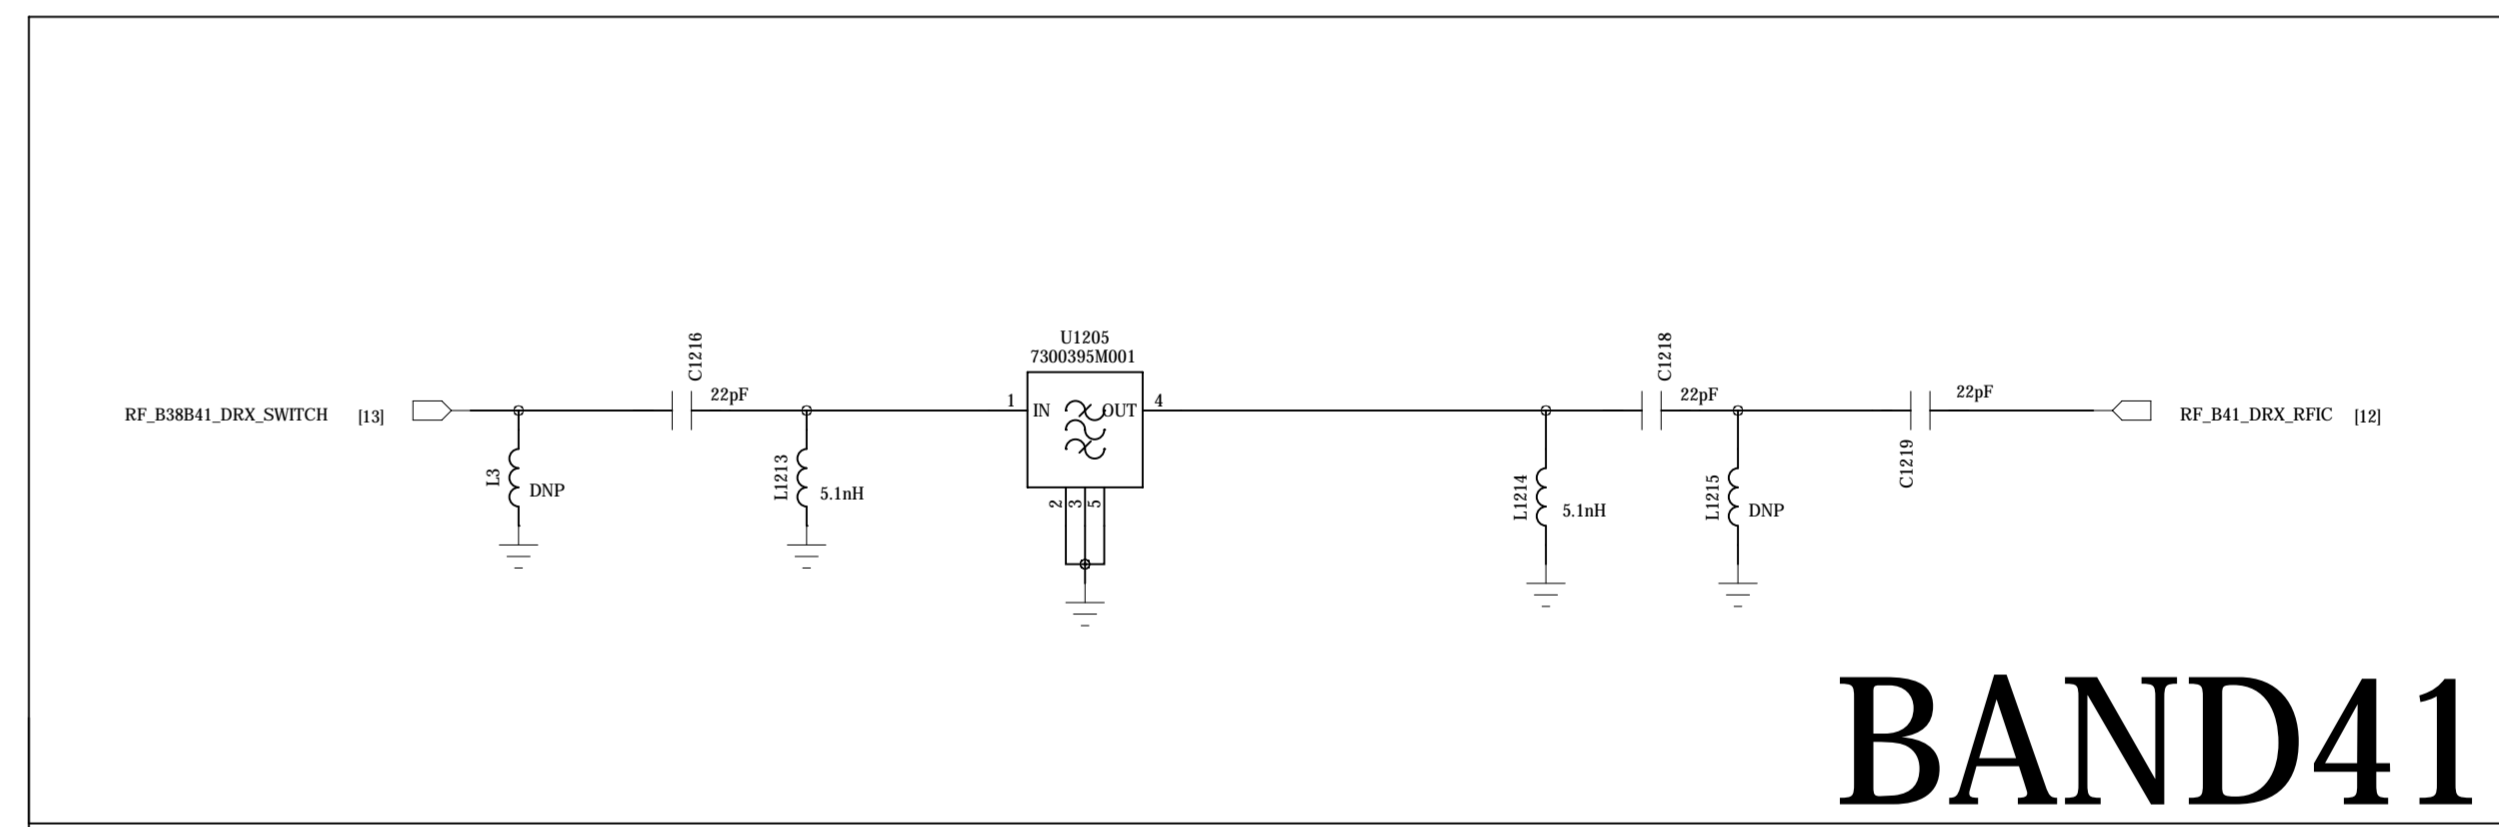 U1205
7300395M001
C1216
22pF
C1218
22pF
22pF
C1219
RF_B38B41_DRX_SWITCH [13]
1
IN
OUT
4
RF_B41_DRX_RFIC [12]
L3
DNP
L1213
5.1nH
2
3
5
L1214
5.1nH
L1215
DNP
BAND41